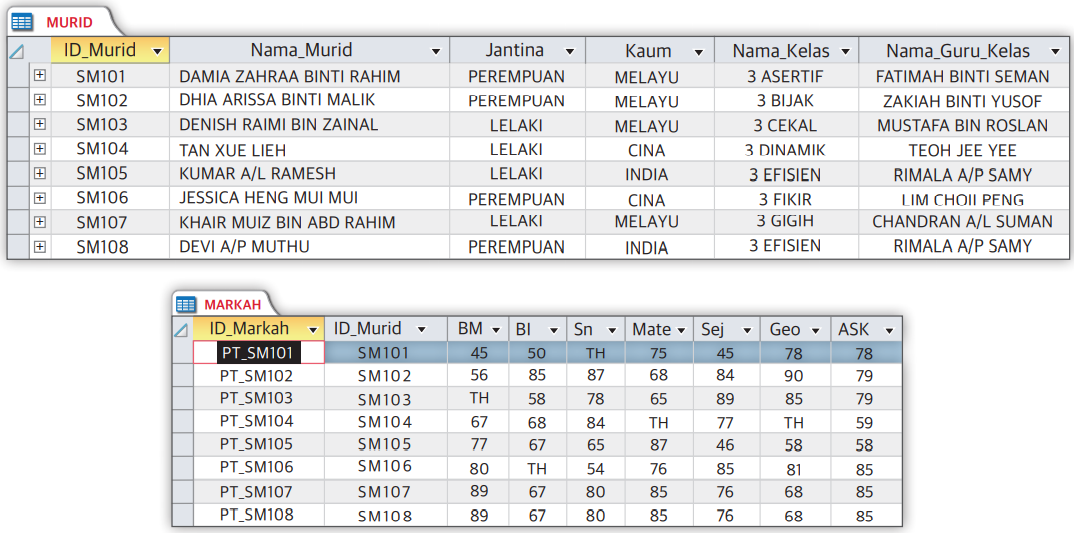 MURID
ID_Murid Nama_Murid Jantina Kaum Nama_Kelas Nama_Guru_Kelas
SM101 DAMIA ZAHRAA BINTI RAHIM PEREMPUAN MELAYU 3 ASERTIF FATIMAH BINTI SEMAN
SM102 DHIA ARISSA BINTI MALIK PEREMPUAN MELAYU 3 BIJAK ZAKIAH BINTI YUSOF
SM103 DENISH RAIMI BIN ZAINAL LELAKI MELAYU 3 CEKAL MUSTAFA BIN ROSLAN
SM104 TAN XUE LIEH LELAKI CINA 3 DINAMIK TEOH JEE YEE
SM105 KUMAR A/L RAMESH LELAKI INDIA 3 EFISIEN RIMALA A/P SAMY
SM106 JESSICA HENG MUI MUI PEREMPUAN CINA 3 FIKIR LIM CHOII PENG
SM107 KHAIR MUIZ BIN ABD RAHIM LELAKI MELAYU 3 GIGIH CHANDRAN A/L SUMAN
SM108 DEVI A/P MUTHU PEREMPUAN INDIA 3 EFISIEN RIMALA A/P SAMY
MARKAH
ID_Markah ID_Murid BM BI Sn Mate Sej Geo ASK
PT_SM101 SM101 45 50 TH 75 45 78 78
PT_SM102 SM102 56 85 87 68 84 90 79
PT_SM103 SM103 TH 58 78 65 89 85 79
PT_SM104 SM104 67 68 84 TH 77 TH 59
PT_SM105 SM105 77 67 65 87 46 58 58
PT_SM106 SM106 80 TH 54 76 85 81 85
PT_SM107 SM107 89 67 80 85 76 68 85
PT_SM108 SM108 89 67 80 85 76 68 85